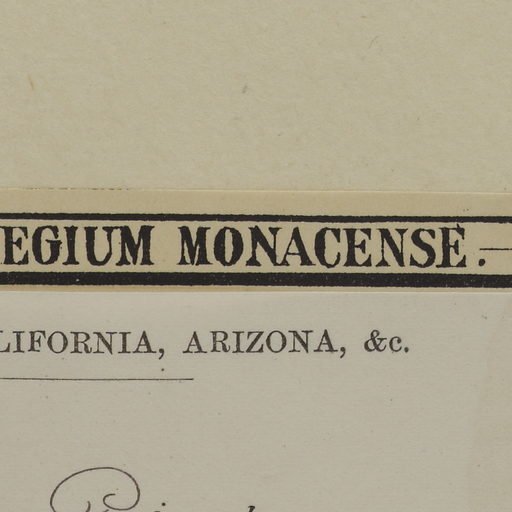 EGIUM MONACENSE.
LIFORNIA, ARIZONA, &c.